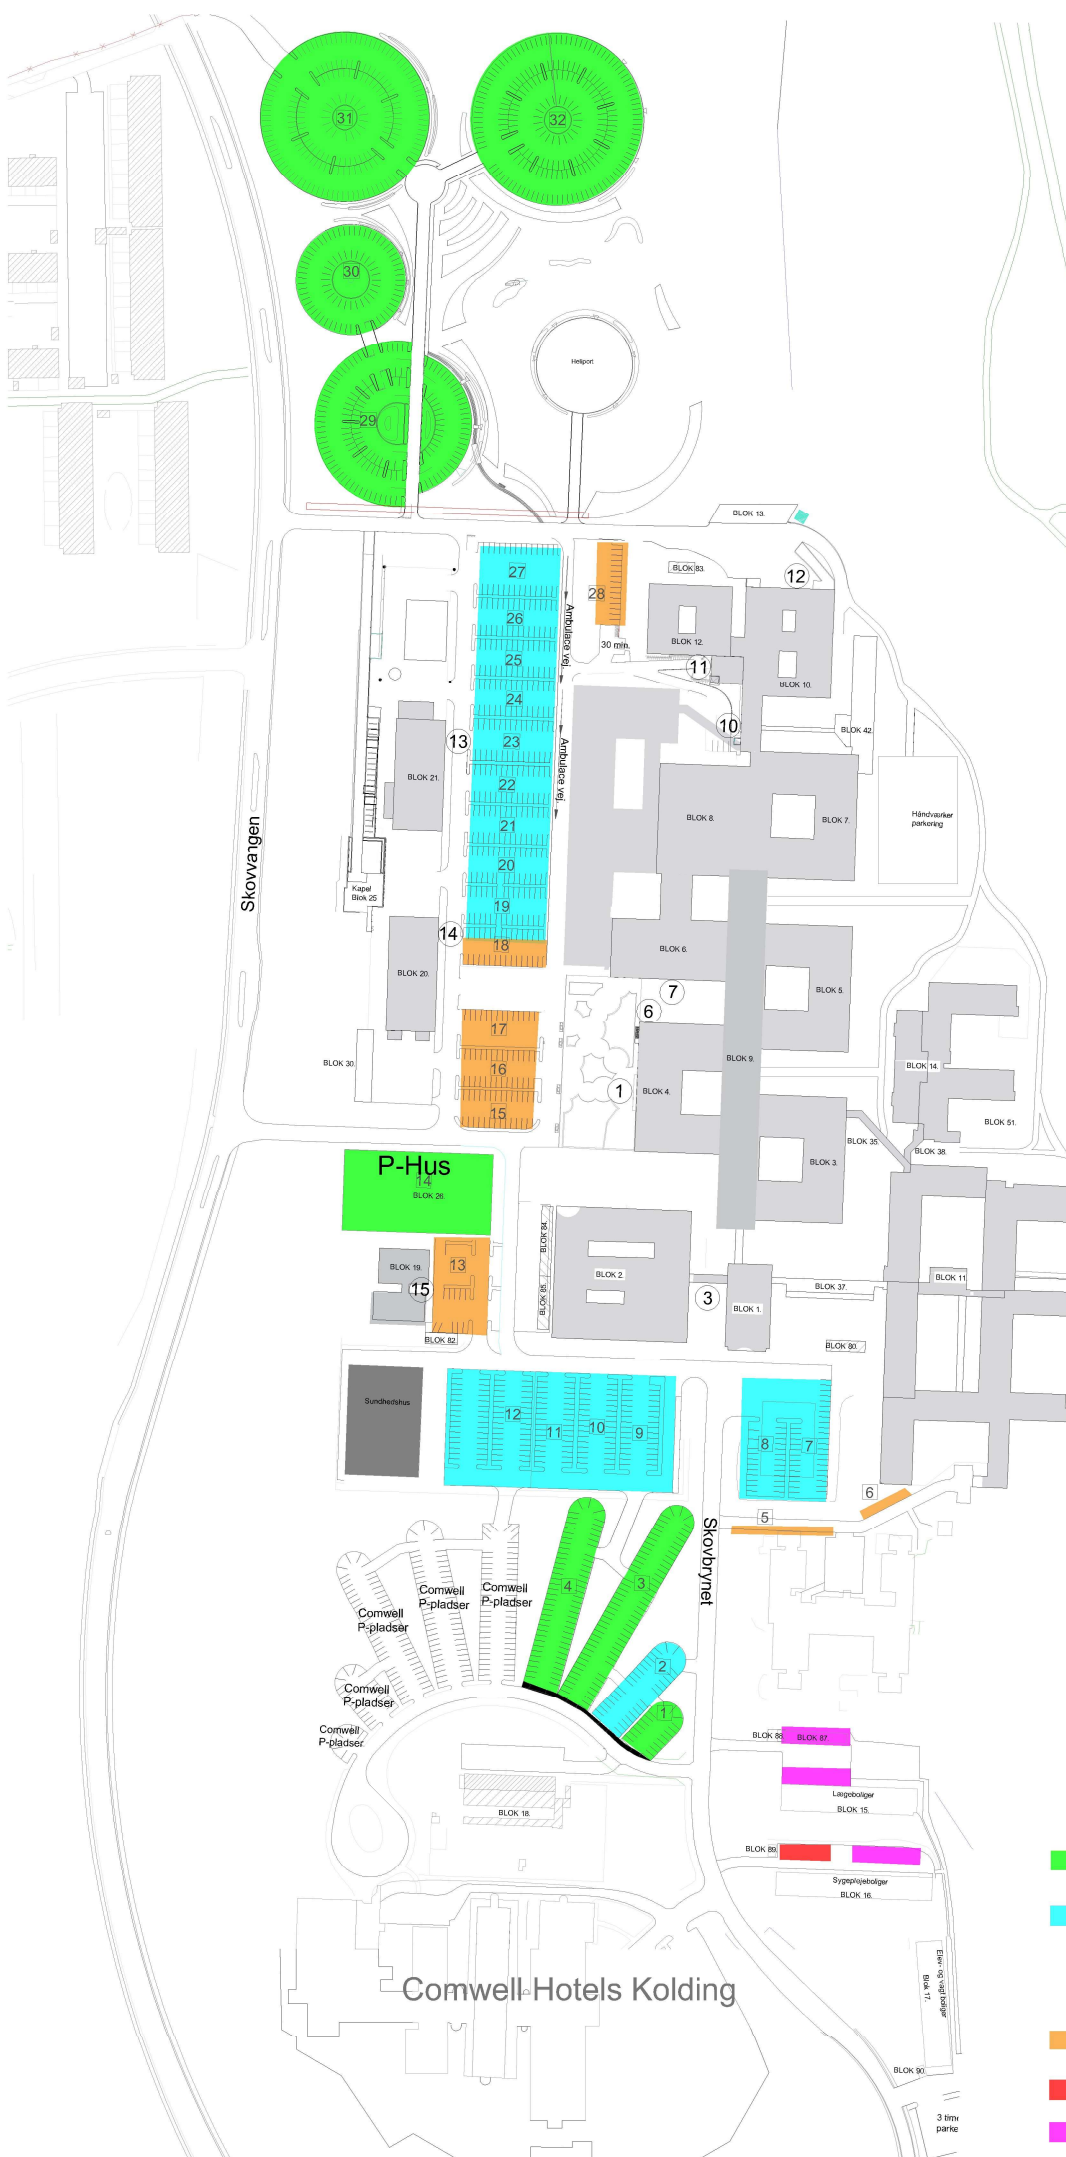 31
32
30
Heliport
29
BLOK 13.
27
28
BLOK 83.
12
26
Ambulace vej.
30 min.
BLOK 12.
25
11
BLOK 10.
24
10
BLOK 42.
13
23
Ambulace vej.
BLOK 21.
22
21
BLOK 8.
BLOK 7.
Håndværker
parkering
20
Skovvangen
Kapel
Blok 25
19
14
18
BLOK 6.
BLOK 20.
7
BLOK 5.
6
17
BLOK 30.
16
BLOK 9.
BLOK 14.
1
BLOK 4.
15
BLOK 51.
BLOK 35.
BLOK 38.
P-Hus
14
BLOK 26.
BLOK 3.
BLOK 84.
BLOK 19.
13
15
BLOK 85.
BLOK 2.
3
BLOK 1.
BLOK 37.
BLOK 11
BLOK 82
BLOK 80.
Sundhedshus
12
11
10
9
8
7
6
5
Skovbrynet
4
3
Comwell
P-pladser
Comwell
P-pladser
Comwell
P-pladser
2
Comwell
P-pladser
1
Comwell
P-pladser
BLOK 87.
Lægeboliger
BLOK 15.
BLOK 18.
BLOK 89.
Sygeplejeboliger
BLOK 16.
Elev- og vagt boliger
Blok 17.
Comwell Hotels Kolding
BLOK 90.
3 time
parke